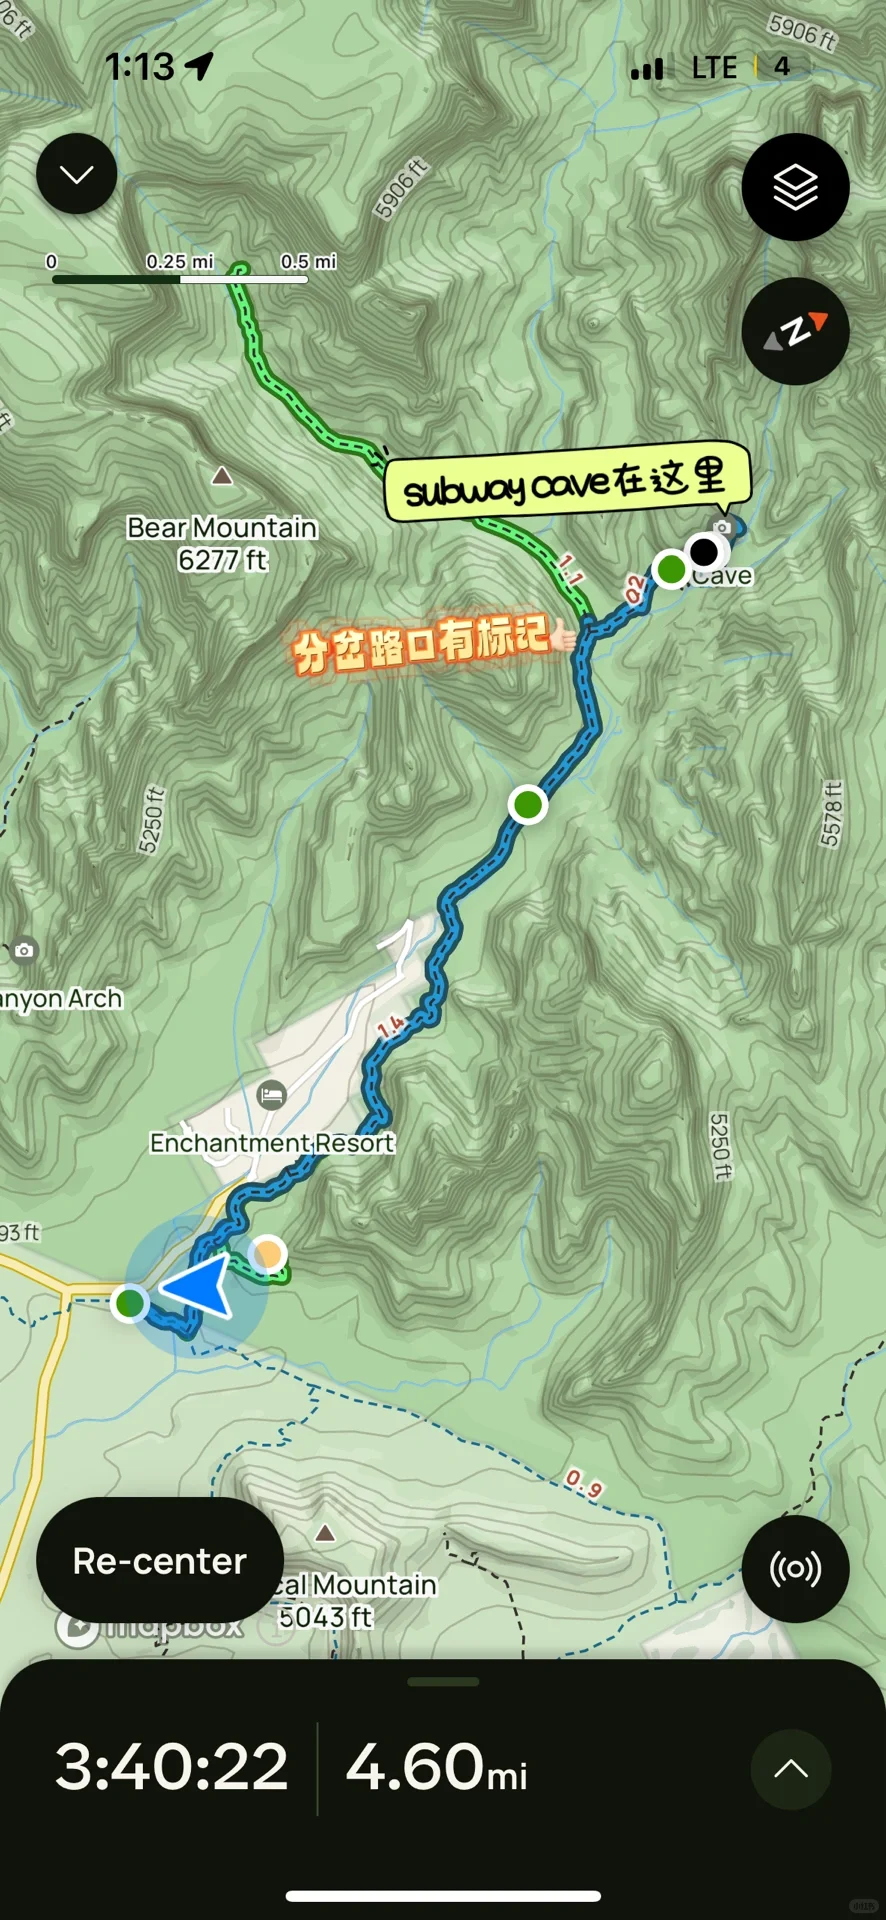 06 ft
5906 ft
1:13
LTE
4
5906 ft
0
0.25 mi
0.5 mi
N
ft
subway cave在这里
Bear Mountain
6277 ft
1.1
0.2
Cave
分岔路口有标记
5250 ft
5578 ft
anyon Arch
1.4
Enchantment Resort
5250 ft
93 ft
0.9
Re-center
cal Mountain
5043 ft
mapbox
3:40:22
4.60mi